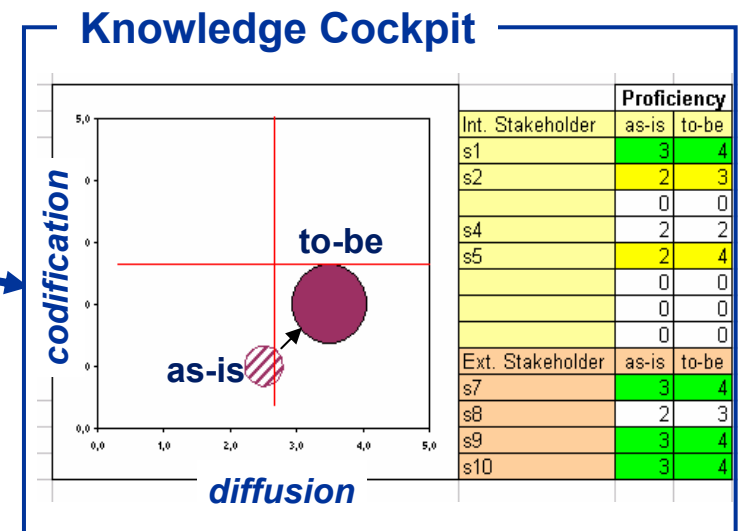 Knowledge Cockpit
5,0
0
0
0
0
0,0
0,0 1,0 2,0 3,0 4,0 5,0
codification
diffusion
to-be
as-is
Proficiency
Int. Stakeholder as-is to-be
s1 3 4
s2 2 3
0 0
s4 2 2
s5 2 4
0 0
0 0
0 0
Ext. Stakeholder as-is to-be
s7 3 4
s8 2 3
s9 3 4
s10 3 4